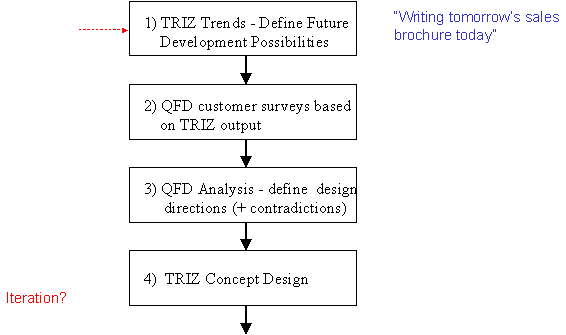 1) TRIZ Trends - Define Future
Development Possibilities
"Writing tomorrow's sales
brochure today"
2) QFD customer surveys based
on TRIZ output
3) QFD Analysis - define design
directions (+ contradictions)
4) TRIZ Concept Design
Iteration?